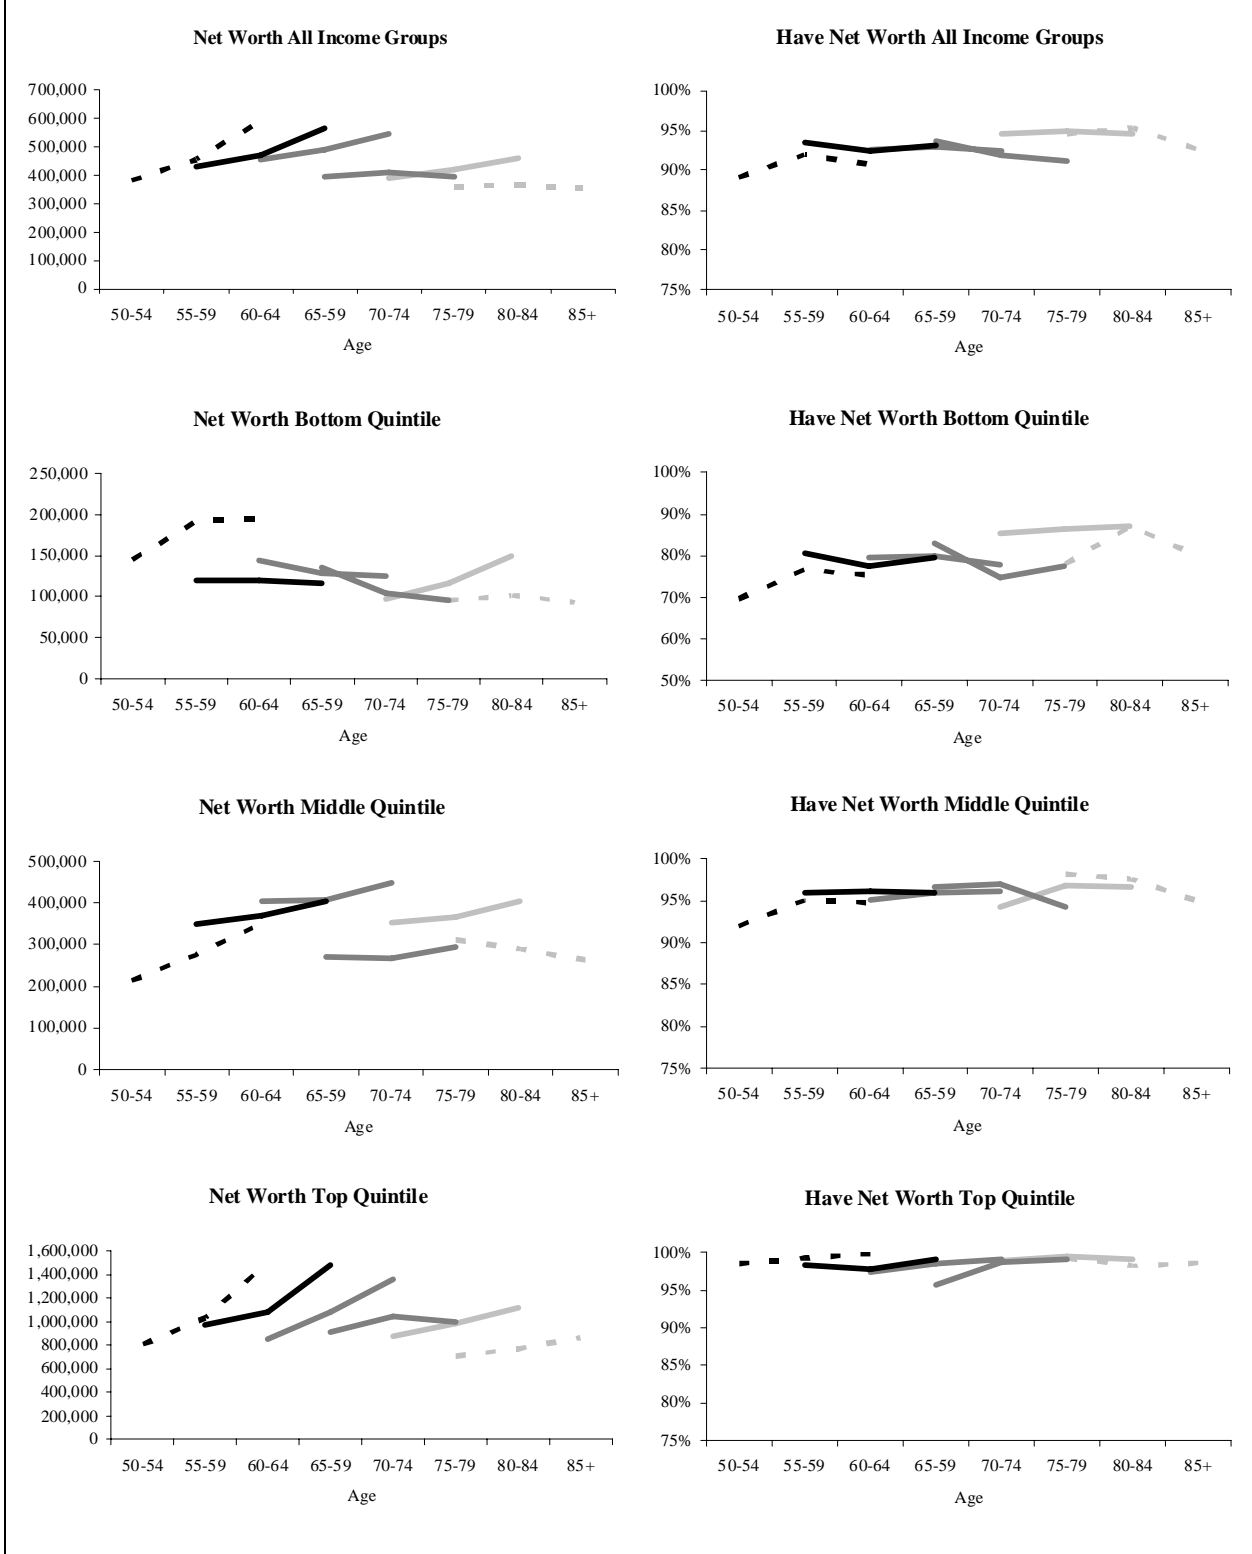 Net Worth All Income Groups
700,000
600,000
500,000
400,000
300,000
200,000
100,000
0
50-54 55-59 60-64 65-59 70-74 75-79 80-84 85+
Age
Have Net Worth All Income Groups
100%
95%
90%
85%
80%
75%
50-54 55-59 60-64 65-59 70-74 75-79 80-84 85+
Age
Net Worth Bottom Quintile
250,000
200,000
150,000
100,000
50,000
0
50-54 55-59 60-64 65-59 70-74 75-79 80-84 85+
Age
Have Net Worth Bottom Quintile
100%
90%
80%
70%
60%
50%
50-54 55-59 60-64 65-59 70-74 75-79 80-84 85+
Age
Net Worth Middle Quintile
500,000
400,000
300,000
200,000
100,000
0
50-54 55-59 60-64 65-59 70-74 75-79 80-84 85+
Age
Have Net Worth Middle Quintile
100%
95%
90%
85%
80%
75%
50-54 55-59 60-64 65-59 70-74 75-79 80-84 85+
Age
Net Worth Top Quintile
1,600,000
1,400,000
1,200,000
1,000,000
800,000
600,000
400,000
200,000
0
50-54 55-59 60-64 65-59 70-74 75-79 80-84 85+
Age
Have Net Worth Top Quintile
100%
95%
90%
85%
80%
75%
50-54 55-59 60-64 65-59 70-74 75-79 80-84 85+
Age